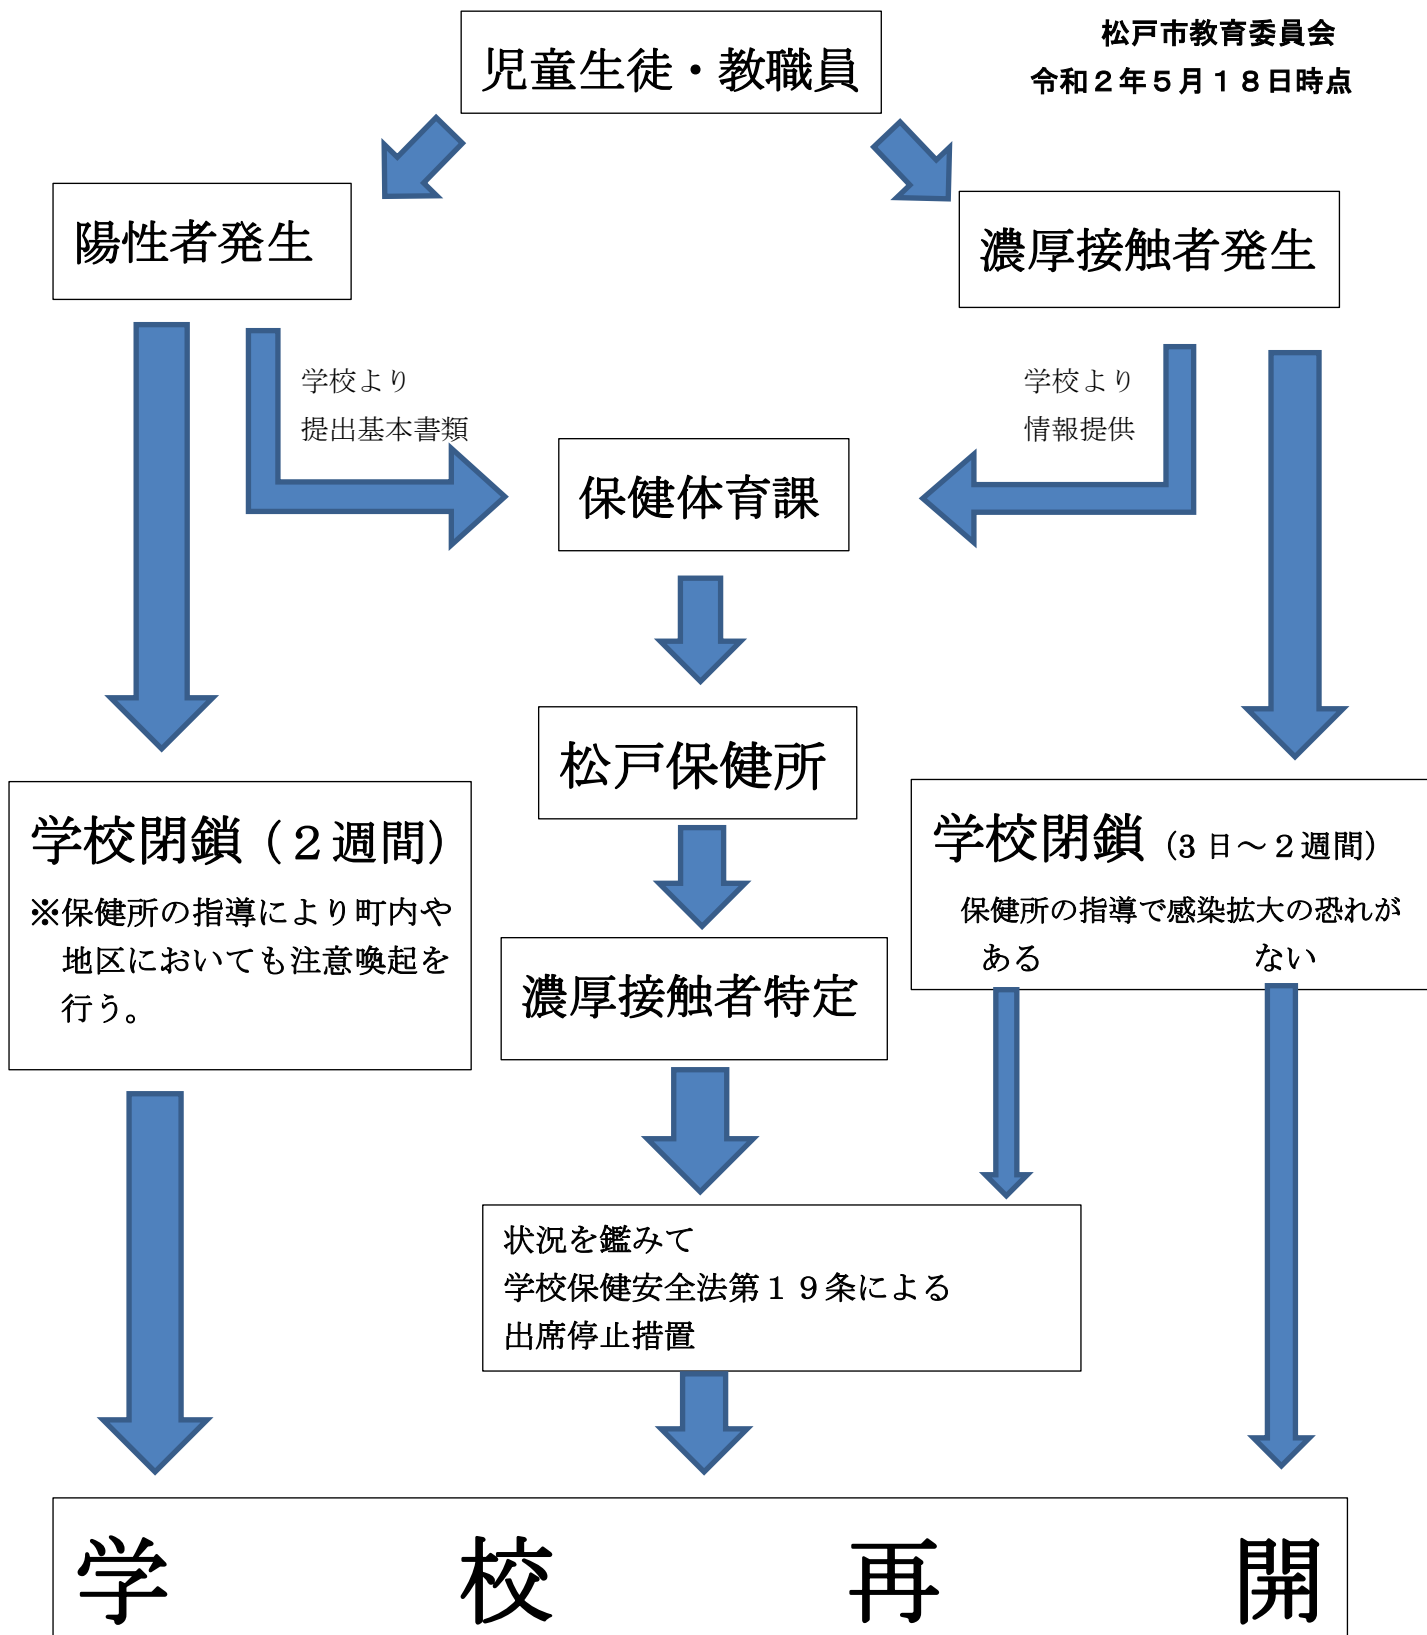 松戸市教育委員会
令和２年５月１８日時点
児童生徒・教職員
陽性者発生
濃厚接触者発生
学校より
提出基本書類
学校より
情報提供
保健体育課
松戸保健所
学校閉鎖（２週間）
※保健所の指導により町内や
地区においても注意喚起を
行う。
学校閉鎖（3日～２週間）
保健所の指導で感染拡大の恐れが
ある　ない
濃厚接触者特定
状況を鑑みて
学校保健安全法第１９条による
出席停止措置
学校再開